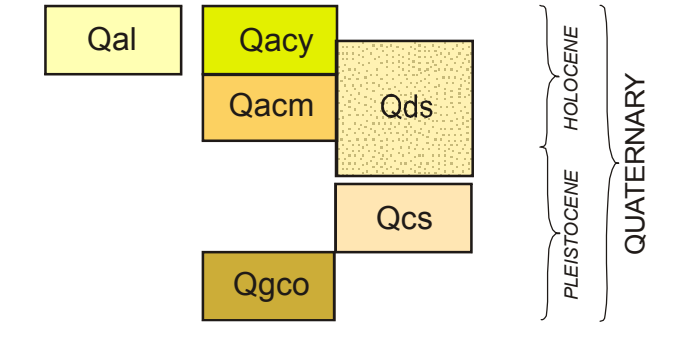 Qal
Qacy
Qacm
Qds
Qcs
Qgco
HOLOCENE
PLEISTOCENE
QUATERNARY